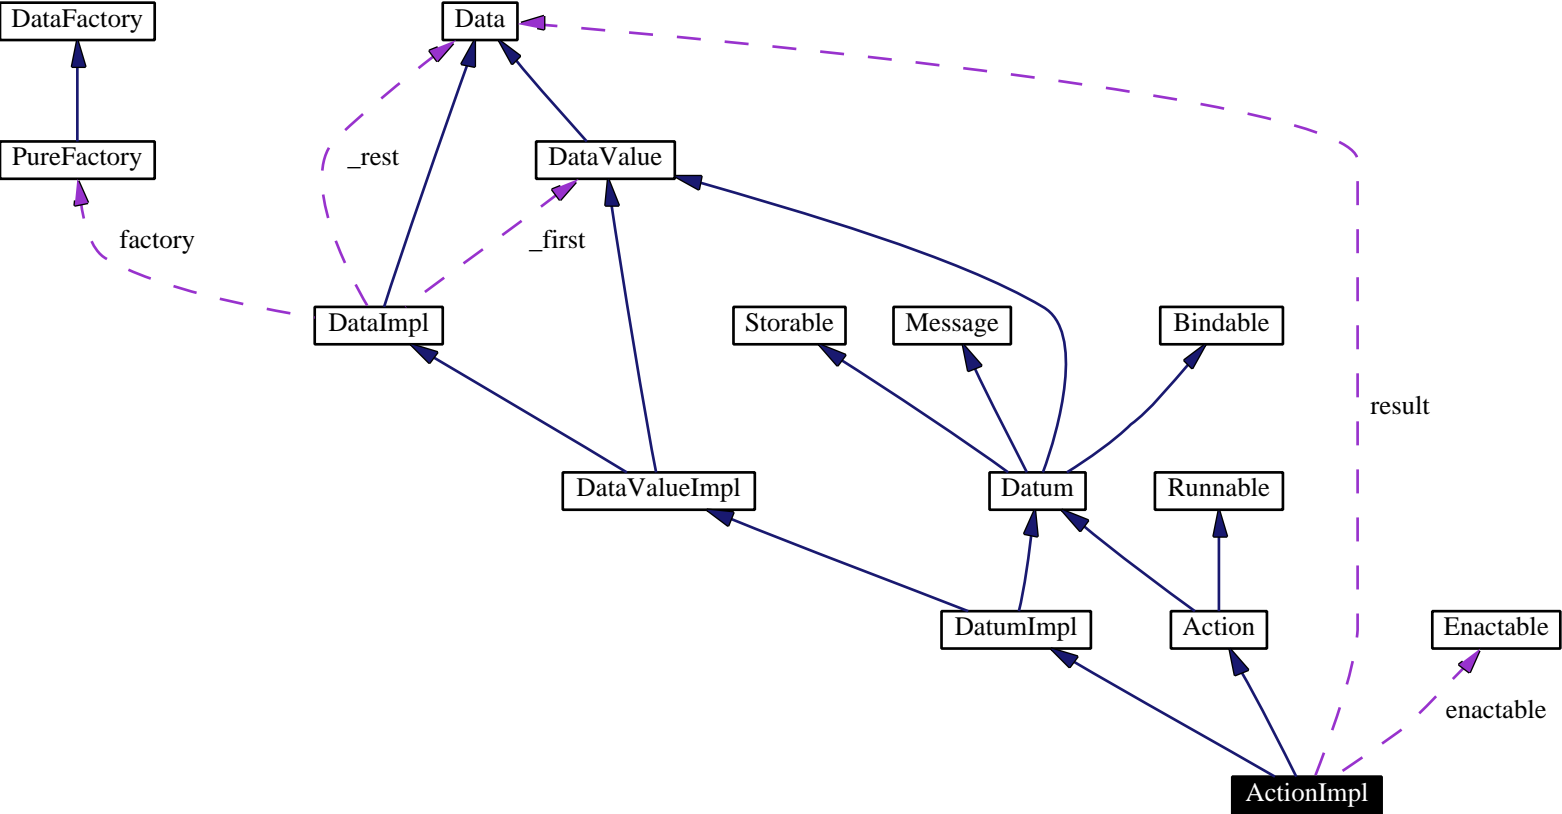 DataFactory
Data
PureFactory
_rest
DataValue
factory
_first
DataImpl
Storable
Message
Bindable
result
DataValueImpl
Datum
Runnable
DatumImpl
Action
Enactable
enactable
ActionImpl